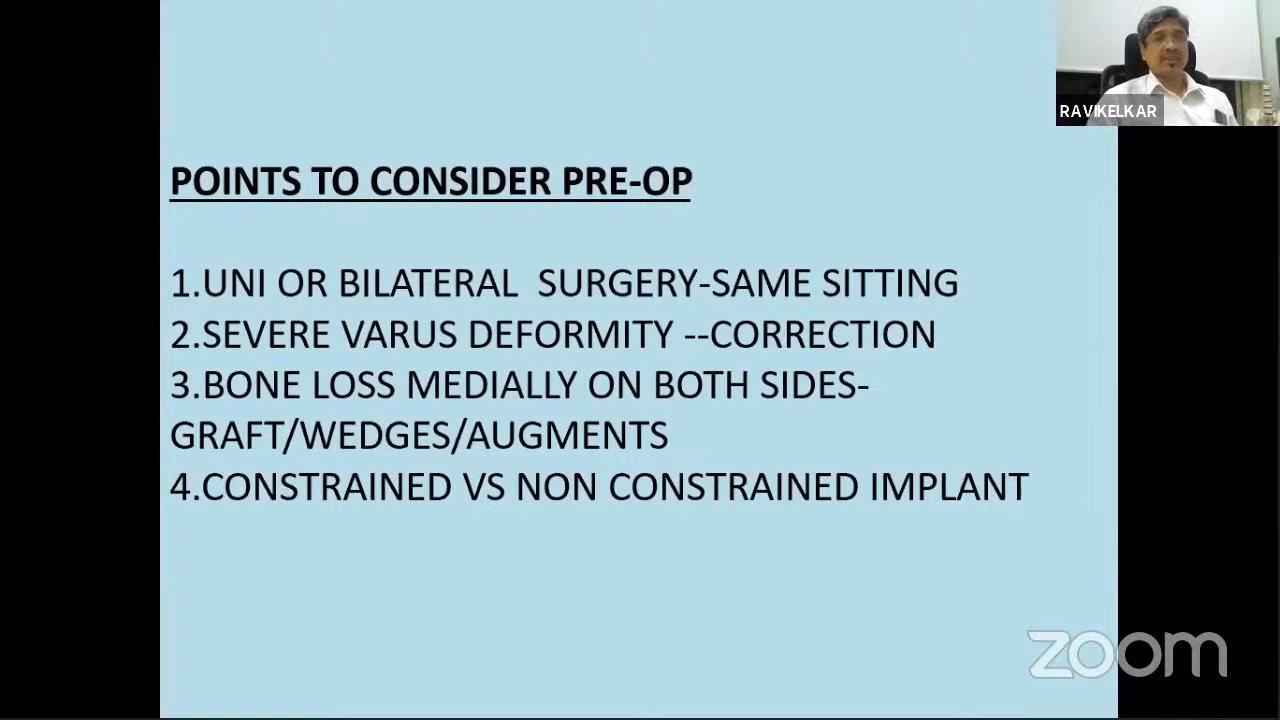 RAVIKELKAR
POINTS TO CONSIDER PRE-OP
1.UNI OR BILATERAL  SURGERY-SAME SITTING
2.SEVERE VARUS DEFORMITY --CORRECTION
3.BONE LOSS MEDIALLY ON BOTH SIDES-
GRAFT/WEDGES/AUGMENTS
4.CONSTRAINED VS NON CONSTRAINED IMPLANT
zoom